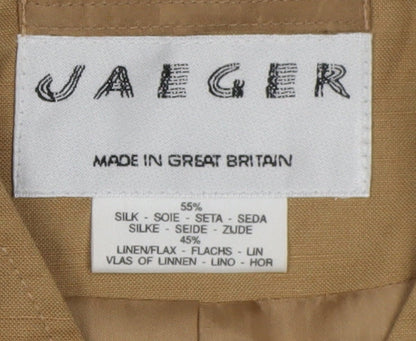 JAEGER
MADE IN GREAT BRITAIN
55%
SILK - SOIE - SETA - SEDA
SILKE - SEIDE - ZIJDE
45%
LINEN/FLAX - FLACHS - LIN
VLAS OF LINNEN - LINO - HOR